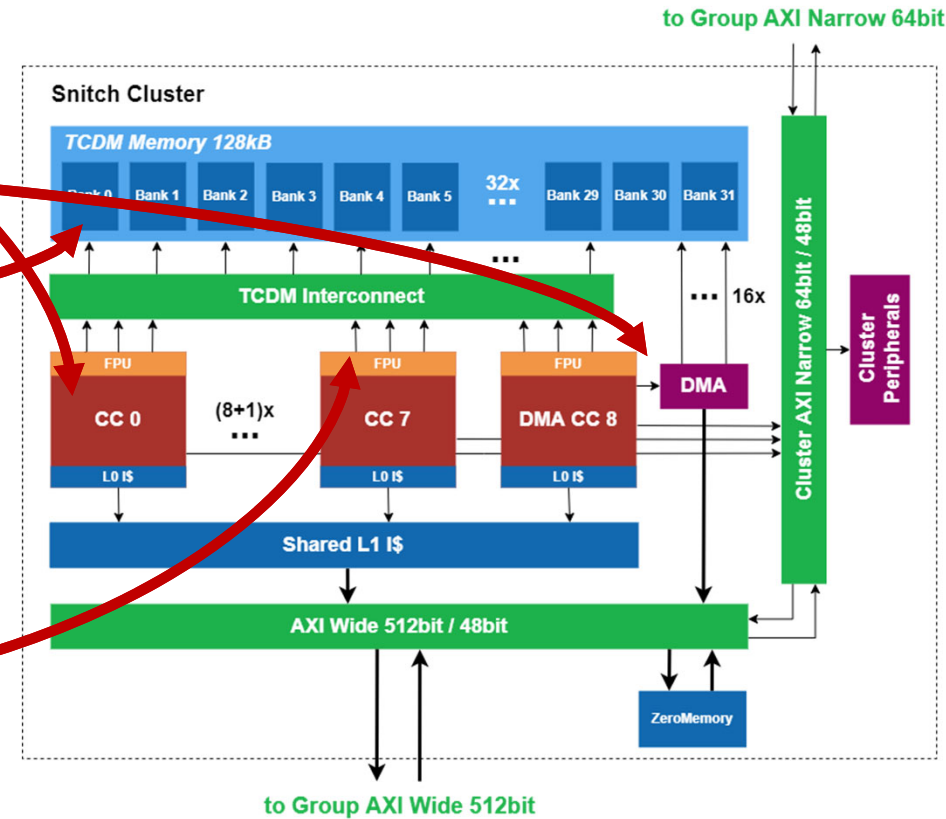 to Group AXI Narrow 64bit
Snitch Cluster
TCDM Memory 128kB
Bank 0
Bank 1
Bank 2
Bank 3
Bank 4
Bank 5
32x
...
Bank 29
Bank 30
Bank 31
...
TCDM Interconnect
... 16x
FPU
CC 0
L0 I$
(8+1)x
...
FPU
CC 7
L0 I$
FPU
DMA CC 8
L0 I$
DMA
Cluster AXI Narrow 64bit / 48bit
Cluster
Peripherals
Shared L1 I$
AXI Wide 512bit / 48bit
ZeroMemory
to Group AXI Wide 512bit